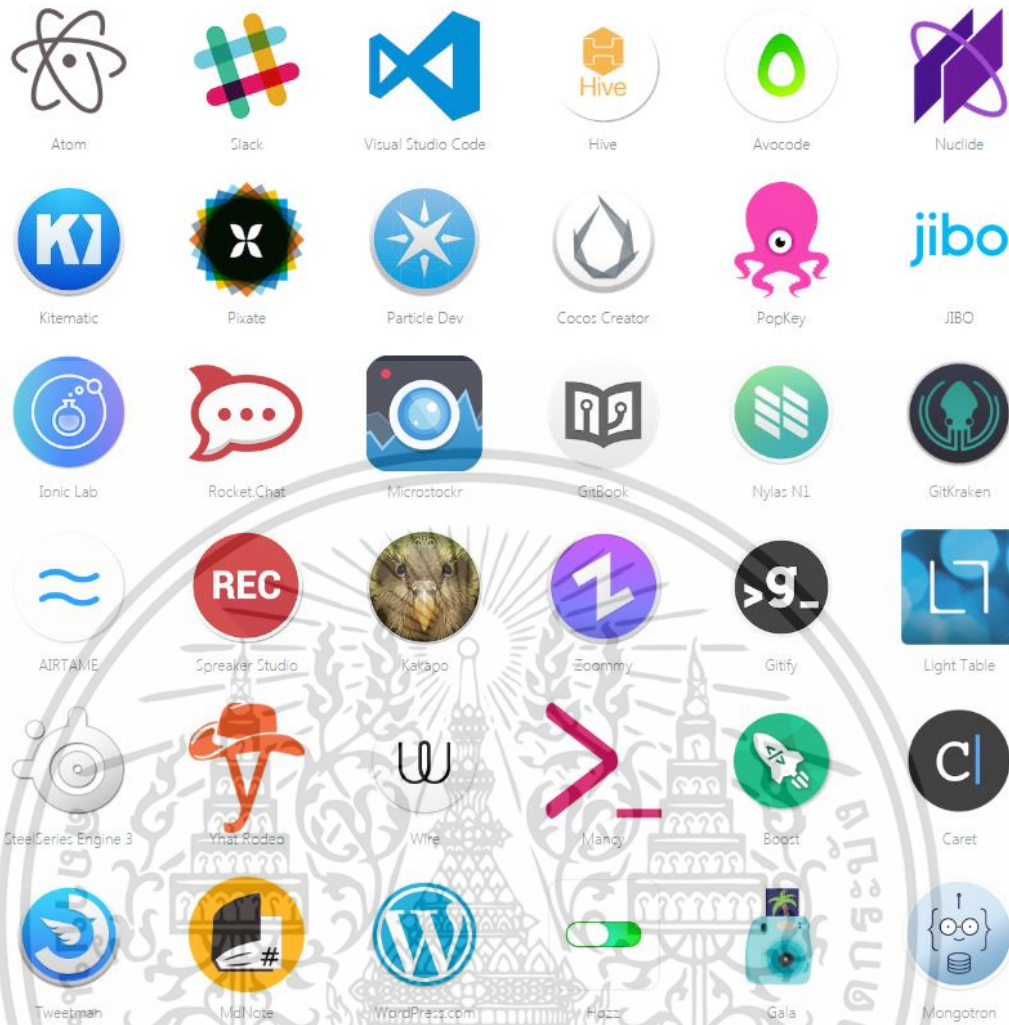 Hive
Atom Slack Visual Studio Code Hive Avocode Nuclide
KI jibo
Kitematic Pixate Particle Dev Cocos Creator PopKey JIBO
Ionic Lab Rocket.Chat Microstockr GitBook Nylas N1 GitKraken
REC >g_
AIRTAME Spreaker Studio Kakapo Zoommy Gitify Light Table
C|
SteelSeries Engine 3 Yhat Rodeo Wire Mancy Boost Caret
W #
Tweetman MdNote WordPress.com Hozz Gala Mongotron